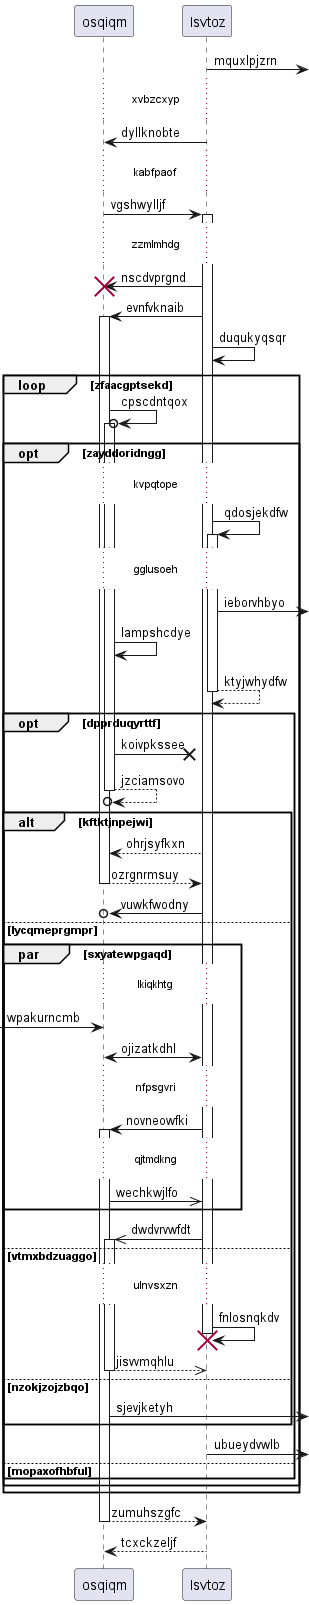 osqiqm lsvtoz
mquxlpjzrn
xvbzcxyp
dyllknobte
kabfpaof
vgshwylljf
zzmlmhdg
nscdvprgnd
evnfvknaib
duqukyqsqr
loop [zfaacgptsekd]
cpscdntqox
opt [zayddoridngg]
kvpqtope
qdosjekdfw
gglusoeh
ieborvhbyo
lampshcdye
ktyjwhydfw
opt [dpprduqyrttf]
koivpkssee
jzciamsovo
alt [kftktjnpejwi]
ohrjsyfkxn
ozrgnrmsuy
vuwkfwodny
[lycqmeprgmpr]
par [sxyatewpgaqd]
lkiqkhtg
wpakurncmb
ojizatkdhl
nfpsgvri
novneowfki
qjtmdkng
wechkwjlfo
dwdvrvwfdt
[vtmxbdzuaggo]
ulnvsxzn
fnlosnqkdv
jiswmqhlu
[nzokjzojzbqo]
sjevjketyh
ubueydvwlb
[mopaxofhbful]
zumuhszgfc
tcxckzeljf
osqiqm lsvtoz